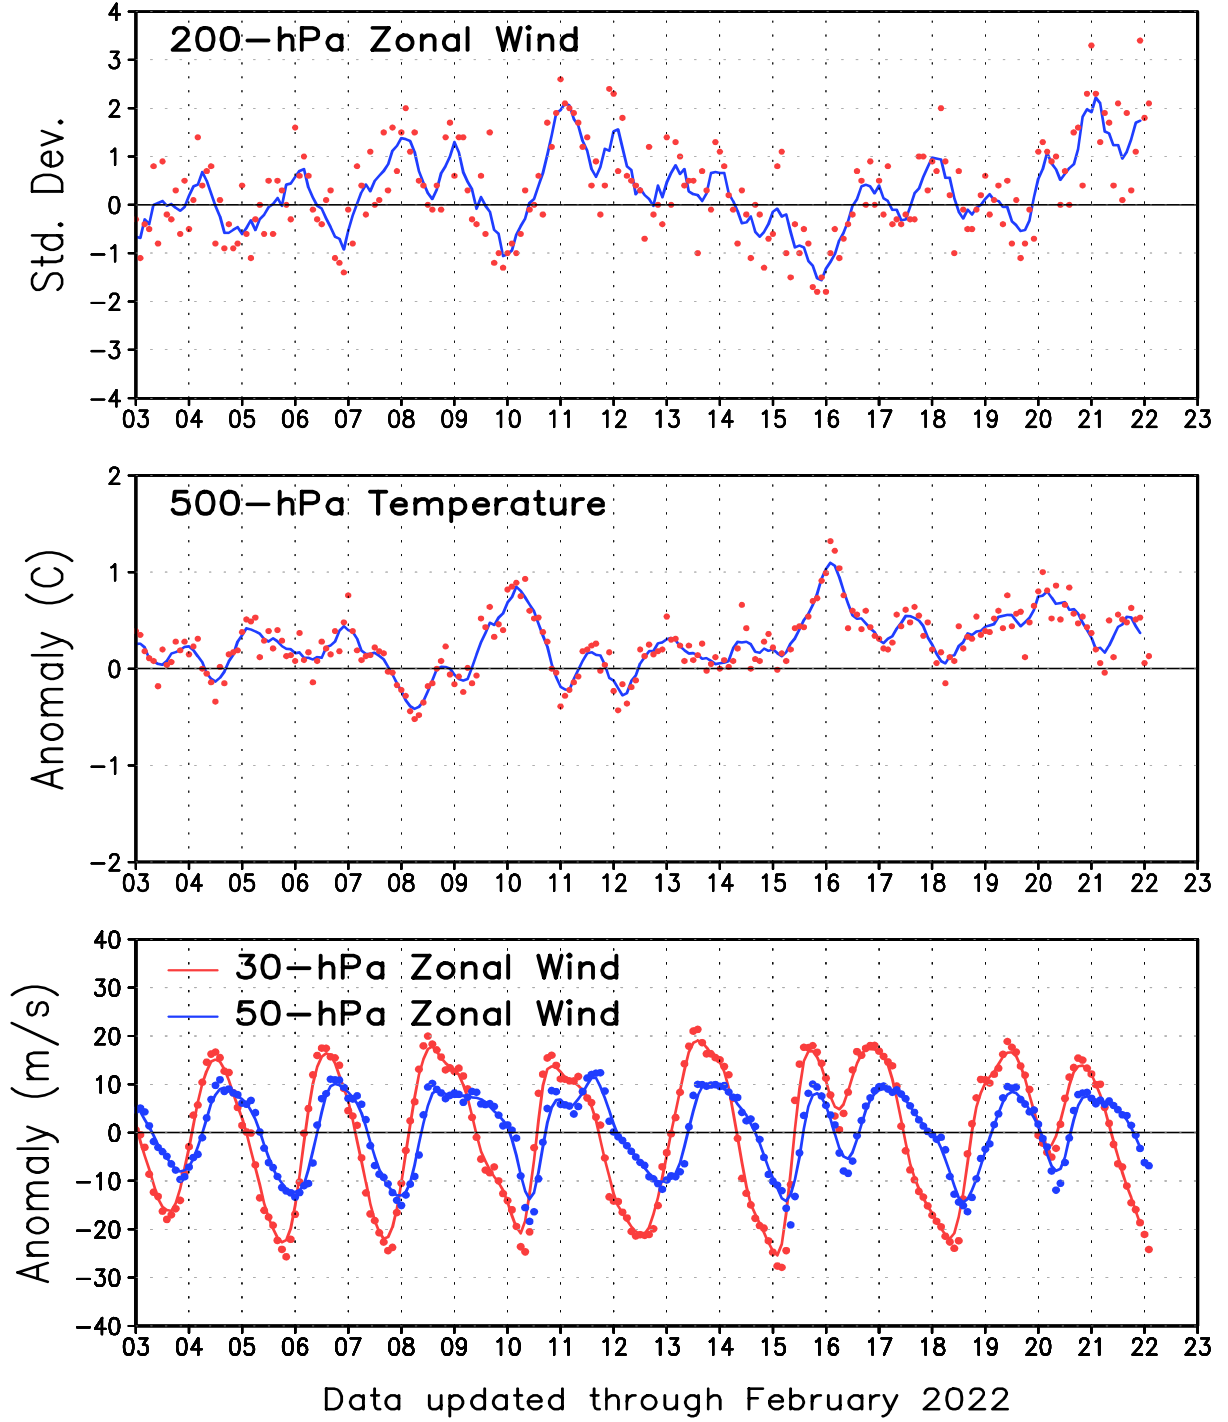 200-hPa Zonal Wind
Std. Dev.
4
3
2
1
0
-1
-2
-3
-4
03 04 05 06 07 08 09 10 11 12 13 14 15 16 17 18 19 20 21 22 23
500-hPa Temperature
Anomaly (C)
2
1
0
-1
-2
03 04 05 06 07 08 09 10 11 12 13 14 15 16 17 18 19 20 21 22 23
30-hPa Zonal Wind
50-hPa Zonal Wind
Anomaly (m/s)
40
30
20
10
0
-10
-20
-30
-40
03 04 05 06 07 08 09 10 11 12 13 14 15 16 17 18 19 20 21 22 23
Data updated through February 2022